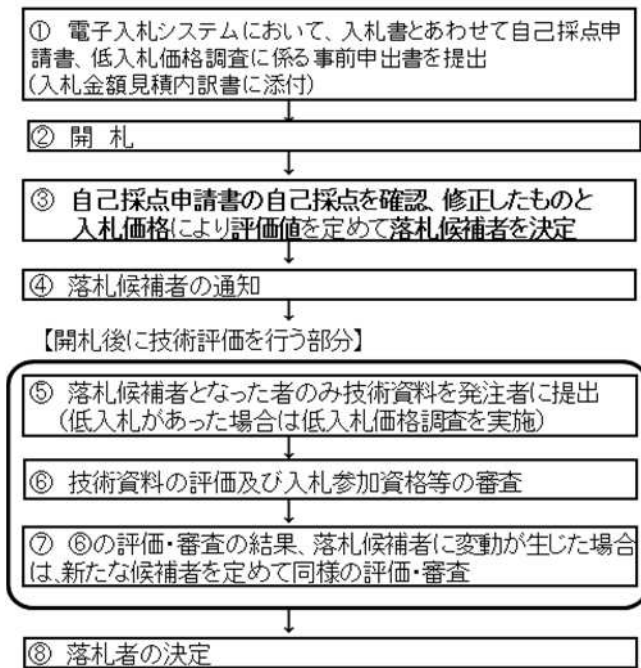 ① 電子入札システムにおいて、入札書とあわせて自己採点申
請書、低入札価格調査に係る事前申出書を提出
(入札金額見積内訳書に添付)
② 開 札
③ 自己採点申請書の自己採点を確認、修正したものと
入札価格により評価値を定めて落札候補者を決定
④ 落札候補者の通知
【開札後に技術評価を行う部分】
⑤ 落札候補者となった者のみ技術資料を発注者に提出
(低入札があった場合は低入札価格調査を実施)
⑥ 技術資料の評価及び入札参加資格等の審査
⑦ ⑥の評価・審査の結果、落札候補者に変動が生じた場合
は、新たな候補者を定めて同様の評価・審査
⑧ 落札者の決定